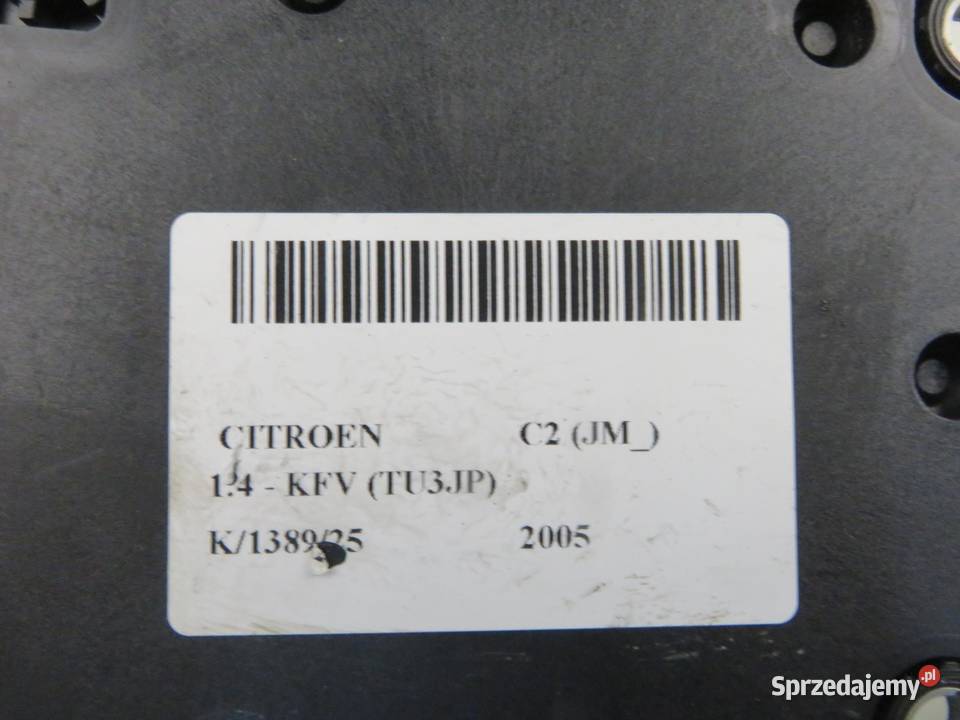 CITROEN C2 (JM_)
1.4 - KFV (TU3JP)
K/1389/25 2005
Sprzedajemy.pl